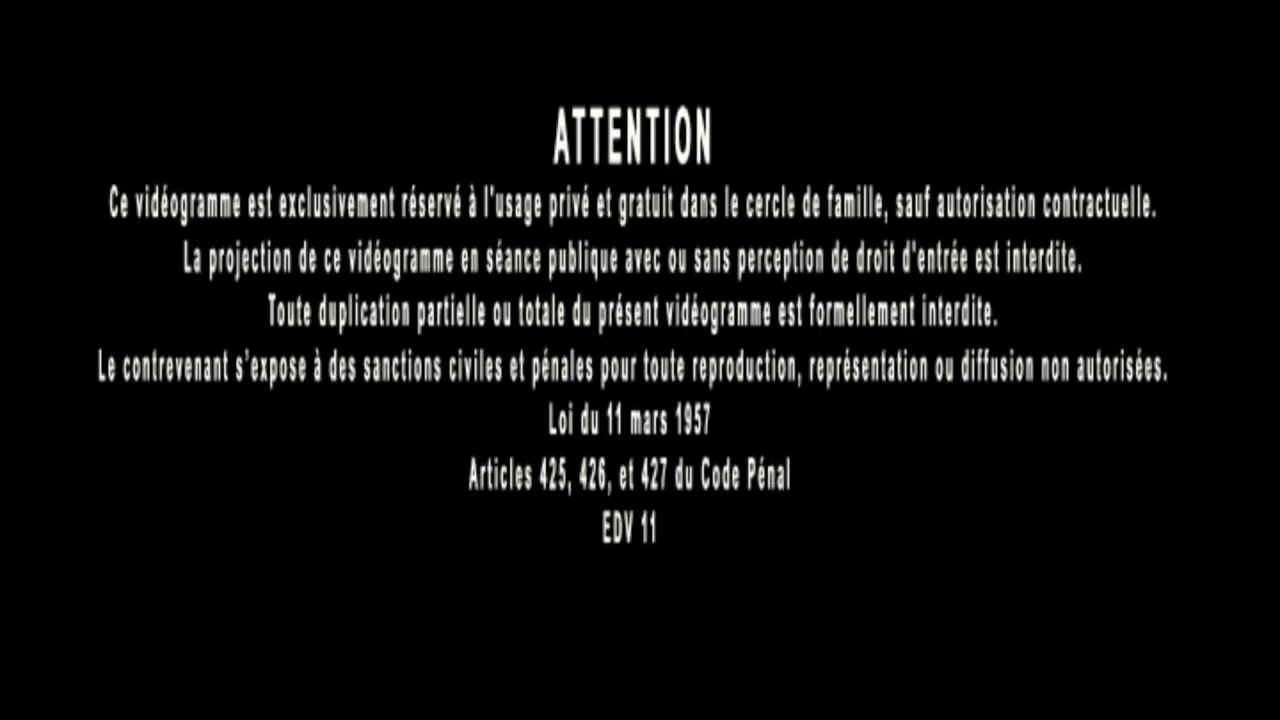 ATTENTION
Ce vidéogramme est exclusivement réservé à l'usage privé et gratuit dans le cercle de famille, sauf autorisation contractuelle.
La projection de ce vidéogramme en séance publique avec ou sans perception de droit d'entrée est interdite.
Toute duplication partielle ou totale du présent vidéogramme est formellement interdite.
Le contrevenant s'expose à des sanctions civiles et pénales pour toute reproduction, représentation ou diffusion non autorisées.
Loi du 11 mars 1957
Articles 425, 426, et 427 du Code Pénal
EDV 11